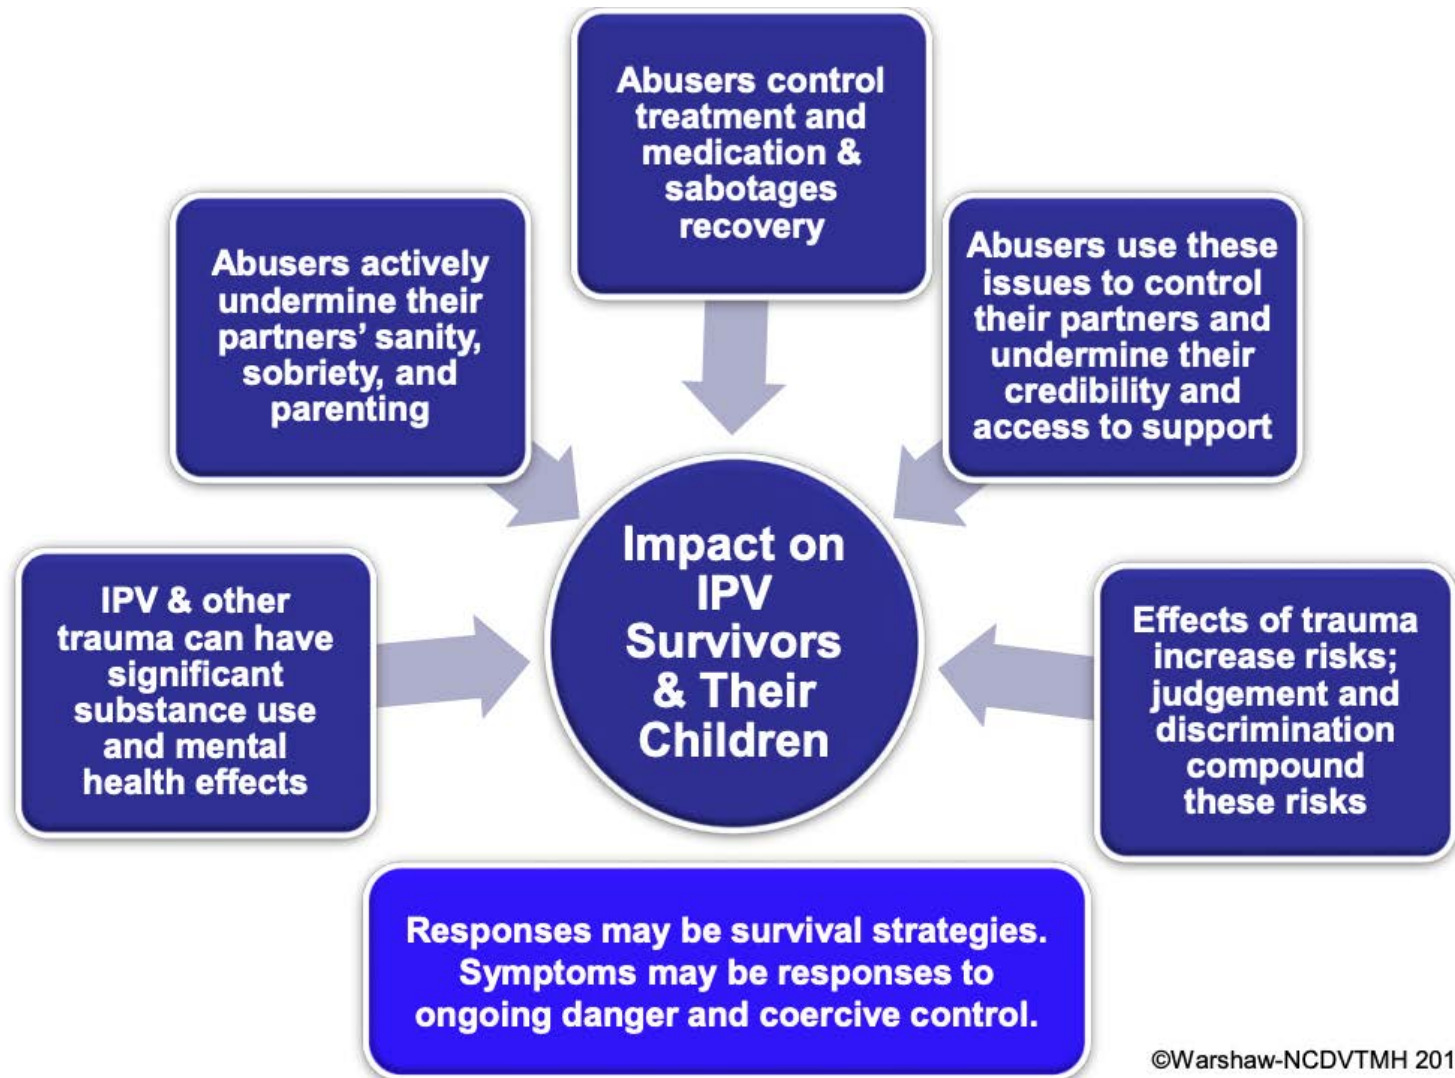 Abusers control
treatment and
medication &
sabotages
recovery
Abusers actively
undermine their
partners’ sanity,
sobriety, and
parenting
Abusers use these
issues to control
their partners and
undermine their
credibility and
access to support
IPV & other
trauma can have
significant
substance use
and mental
health effects
Impact on
IPV
Survivors
& Their
Children
Effects of trauma
increase risks;
judgement and
discrimination
compound
these risks
Responses may be survival strategies.
Symptoms may be responses to
ongoing danger and coercive control.
©Warshaw-NCDVTMH 201